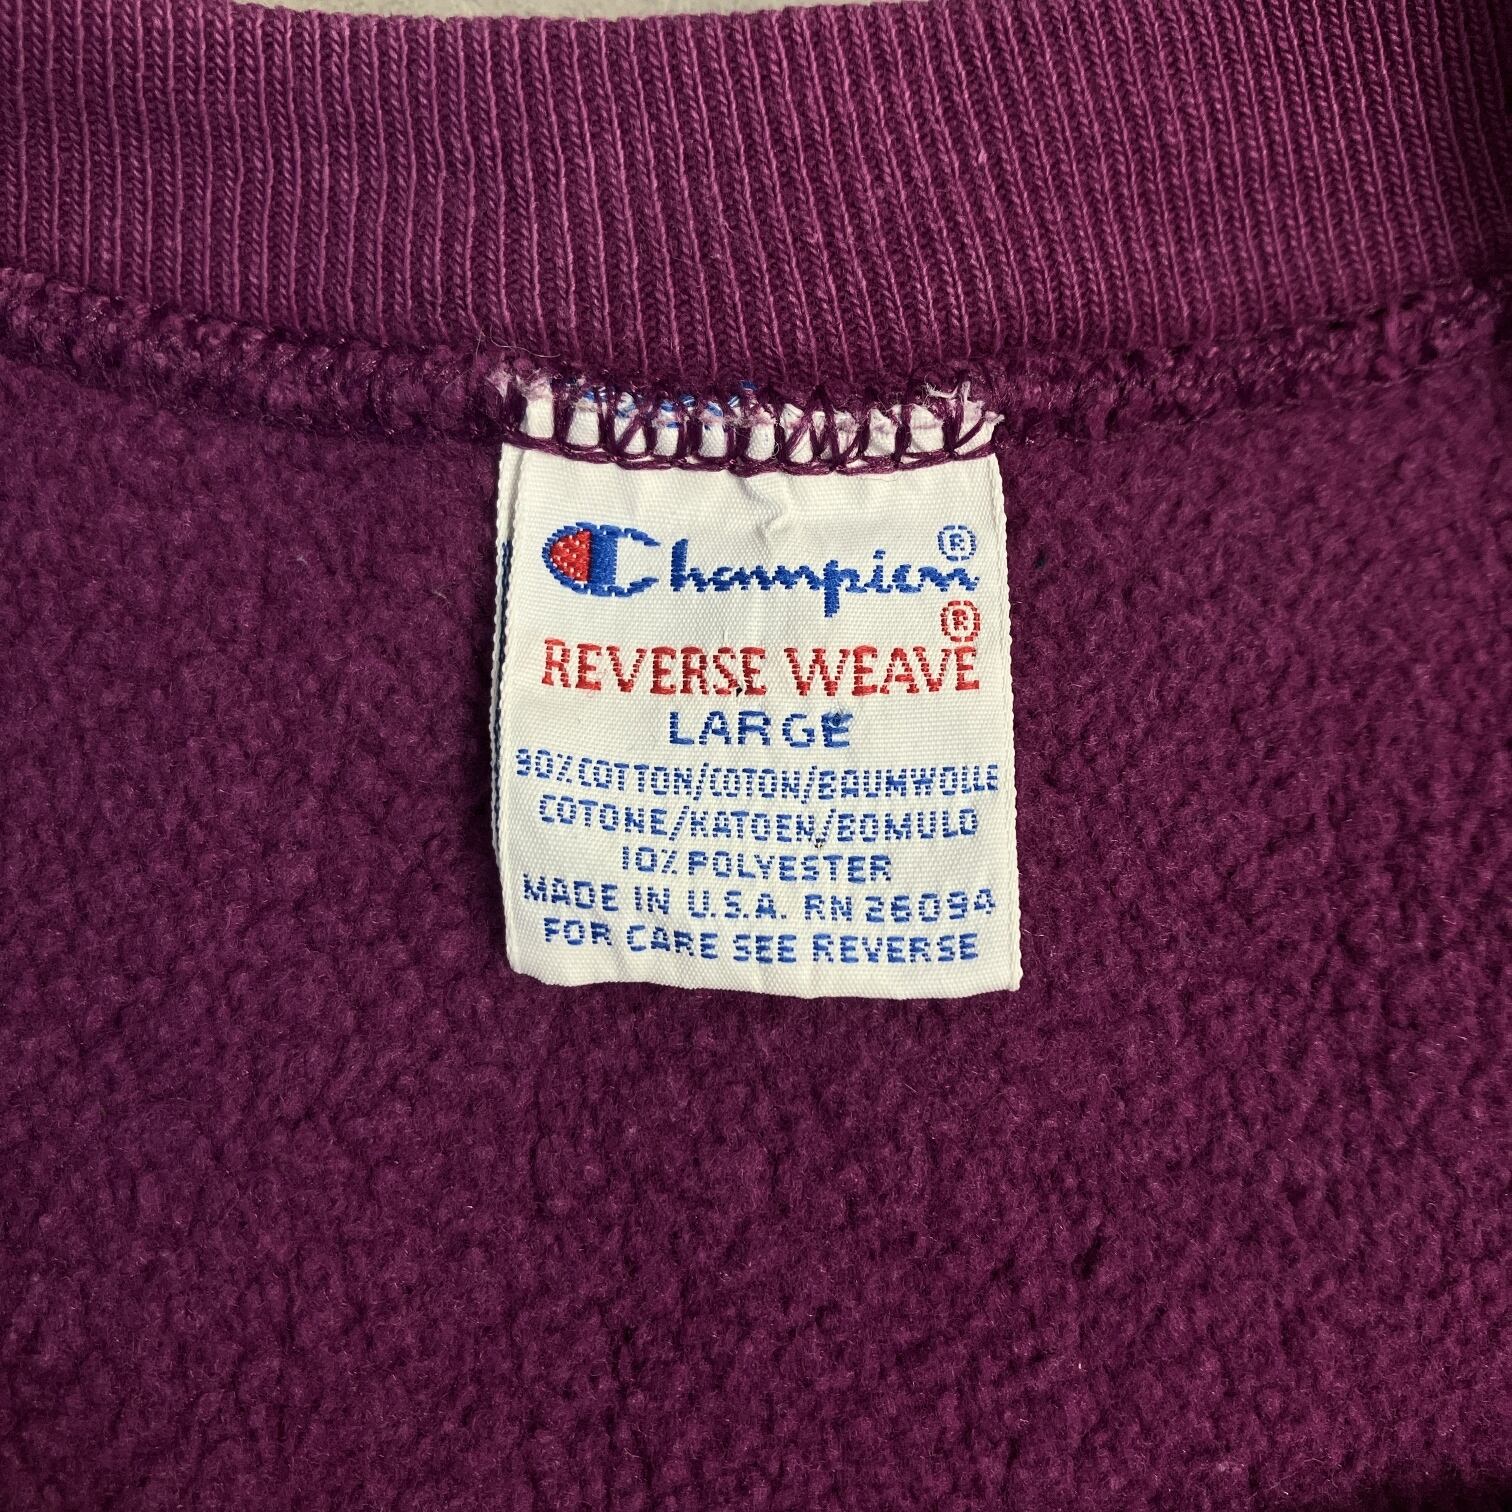 Champion®
REVERSE WEAVE®
LARGE
90% COTTON/COTON/BAUMWOLLE
COTONE/KATOEN/BOMULD
10% POLYESTER
MADE IN U.S.A. RN 26094
FOR CARE SEE REVERSE